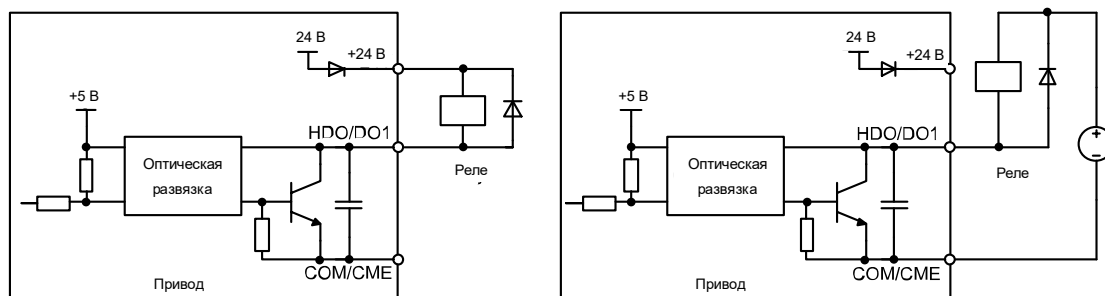 24 В
+24 В
+5 В
HDO/DO1
Оптическая
развязка
Реле
COM/CME
Привод
24 В
+24 В
+5 В
HDO/DO1
Оптическая
развязка
Реле
COM/CME
Привод